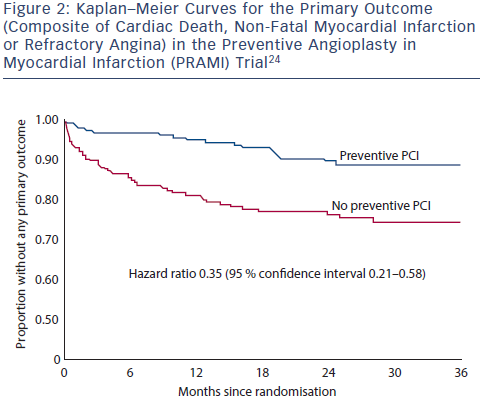 Figure 2: Kaplan–Meier Curves for the Primary Outcome
(Composite of Cardiac Death, Non-Fatal Myocardial Infarction
or Refractory Angina) in the Preventive Angioplasty in
Myocardial Infarction (PRAMI) Trial24
Proportion without any primary outcome
1.00
0.90
0.80
0.70
0.60
0.50
0
Preventive PCI
No preventive PCI
Hazard ratio 0.35 (95 % confidence interval 0.21–0.58)
0 6 12 18 24 30 36
Months since randomisation